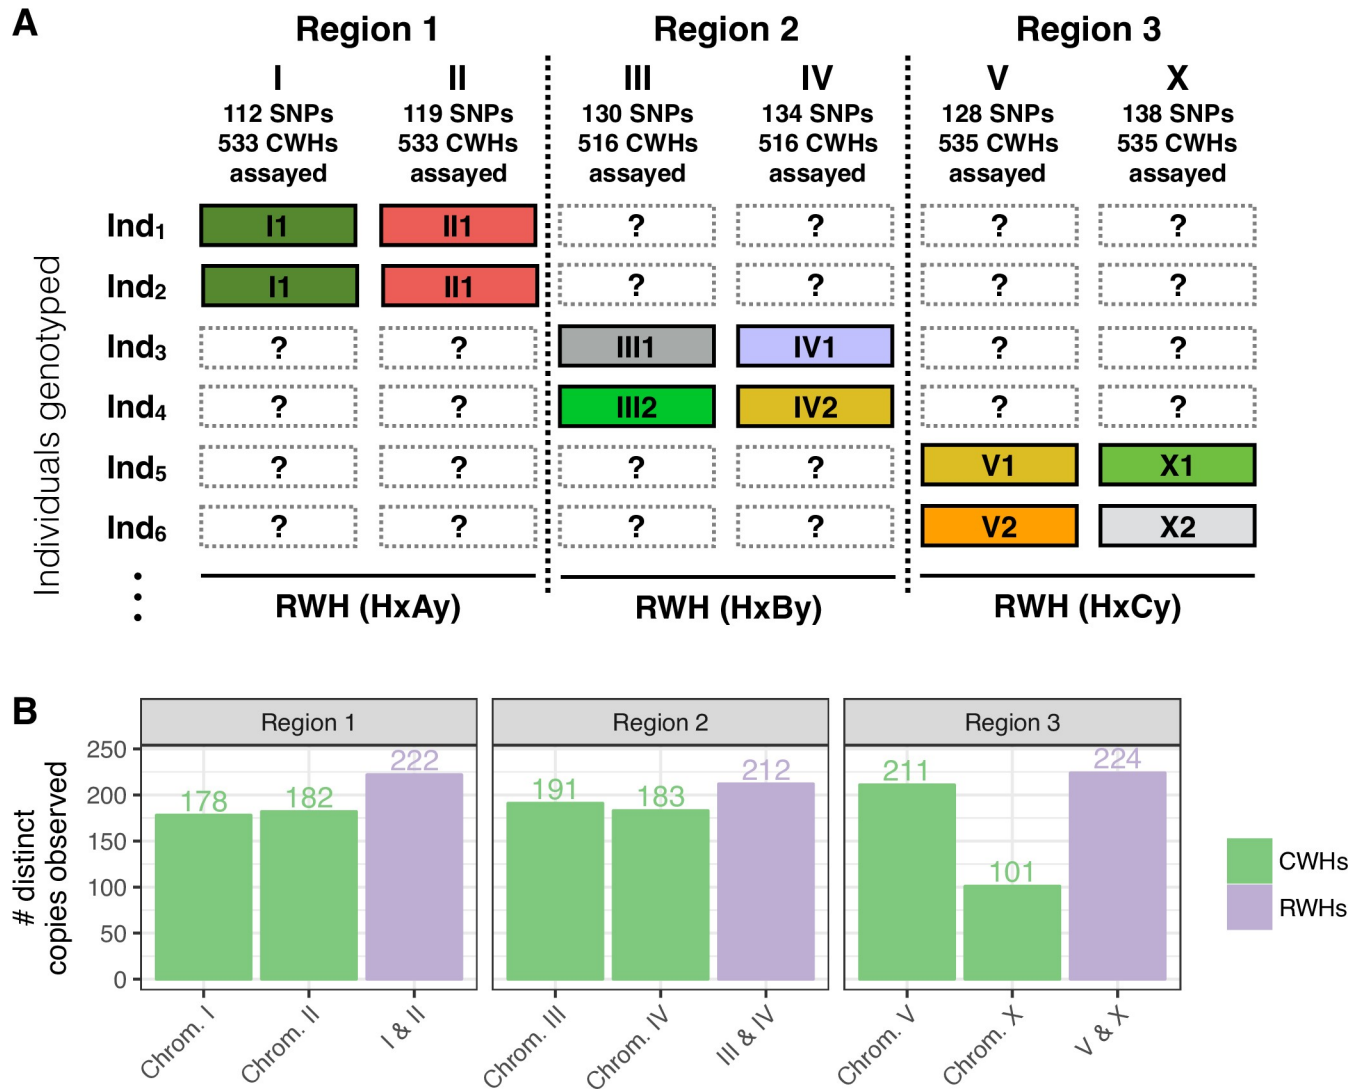 A
Region 1 Region 2 Region 3
I II III IV V X
112 SNPs 119 SNPs 130 SNPs 134 SNPs 128 SNPs 138 SNPs
533 CWHs 533 CWHs 516 CWHs 516 CWHs 535 CWHs 535 CWHs
assayed assayed assayed assayed assayed assayed
Individuals genotyped
Ind1 I1 II1 ? ? ? ?
Ind2 I1 II1 ? ? ? ?
Ind3 ? ? III1 IV1 ? ?
Ind4 ? ? III2 IV2 ? ?
Ind5 ? ? ? ? V1 X1
Ind6 ? ? ? ? V2 X2
RWH (HxAy) RWH (HxBy) RWH (HxCy)
B
Region 1 Region 2 Region 3
# distinct
copies observed
250
200
150
100
50
0
178 182 222 191 183 212 211 101 224
Chrom. I Chrom. II I & II Chrom. III Chrom. IV III & IV Chrom. V Chrom. X V & X
CWHs
RWHs